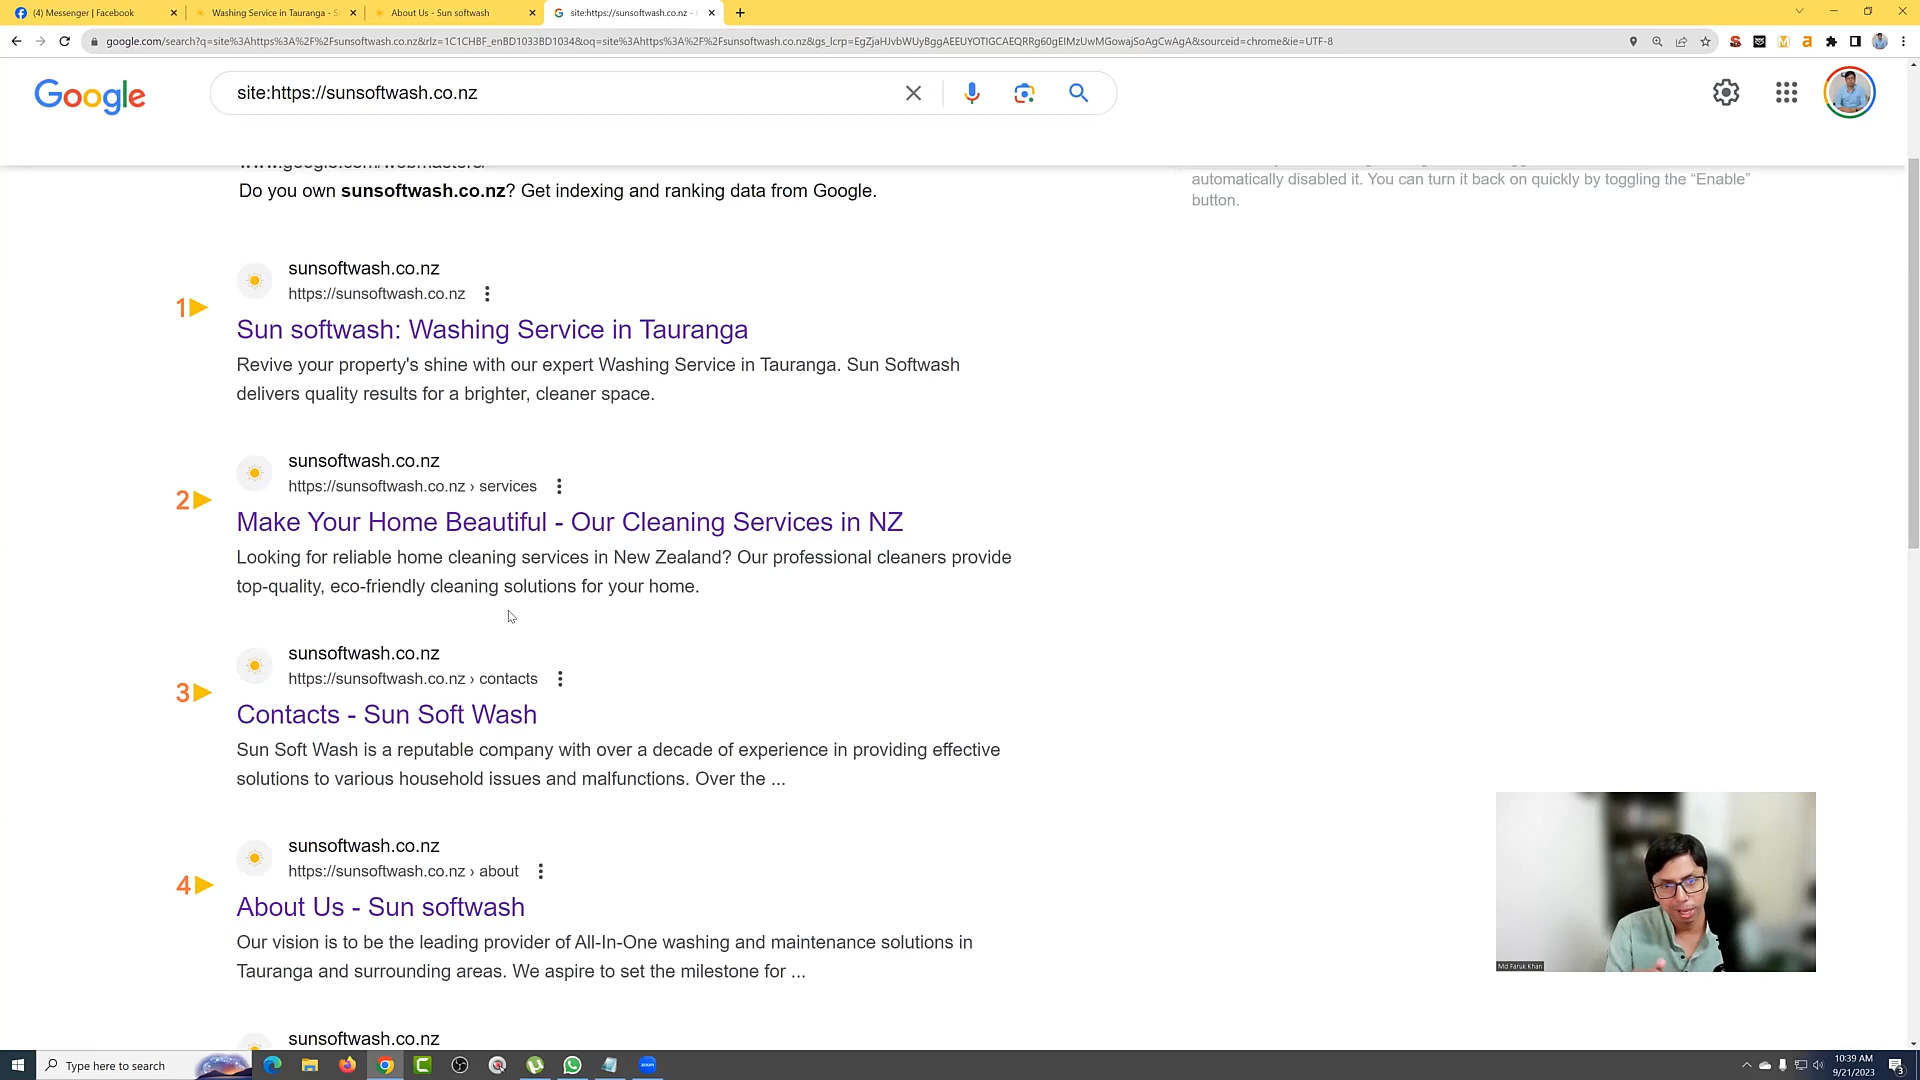 (4) Messenger | Facebook
Washing Service in Tauranga - S
About Us - Sun softwash
site:https://sunsoftwash.co.nz -
google.com/search?q=site%3Ahttps%3A%2F%2Fsunsoftwash.co.nz&rlz=1C1CHBF_enBD1033BD1034&oq=site%3Ahttps%3A%2F%2Fsunsoftwash.co.nz&gs_lcrp=EgZjaHJvbWUyBggAEEUYOTIGCAEQRRg60gEIMzUwMGowajSoAgCwAgA&sourceid=chrome&ie=UTF-8
Google
site:https://sunsoftwash.co.nz
www.google.com/webmasters/
Do you own sunsoftwash.co.nz? Get indexing and ranking data from Google.
automatically disabled it. You can turn it back on quickly by toggling the “Enable”
button.
sunsoftwash.co.nz
https://sunsoftwash.co.nz
1
Sun softwash: Washing Service in Tauranga
Revive your property's shine with our expert Washing Service in Tauranga. Sun Softwash
delivers quality results for a brighter, cleaner space.
sunsoftwash.co.nz
https://sunsoftwash.co.nz › services
2
Make Your Home Beautiful - Our Cleaning Services in NZ
Looking for reliable home cleaning services in New Zealand? Our professional cleaners provide
top-quality, eco-friendly cleaning solutions for your home.
sunsoftwash.co.nz
https://sunsoftwash.co.nz › contacts
3
Contacts - Sun Soft Wash
Sun Soft Wash is a reputable company with over a decade of experience in providing effective
solutions to various household issues and malfunctions. Over the ...
sunsoftwash.co.nz
https://sunsoftwash.co.nz › about
4
About Us - Sun softwash
Our vision is to be the leading provider of All-In-One washing and maintenance solutions in
Tauranga and surrounding areas. We aspire to set the milestone for ...
Md Faruk Khan
sunsoftwash.co.nz
Type here to search
zoom
10:39 AM
9/21/2023
3